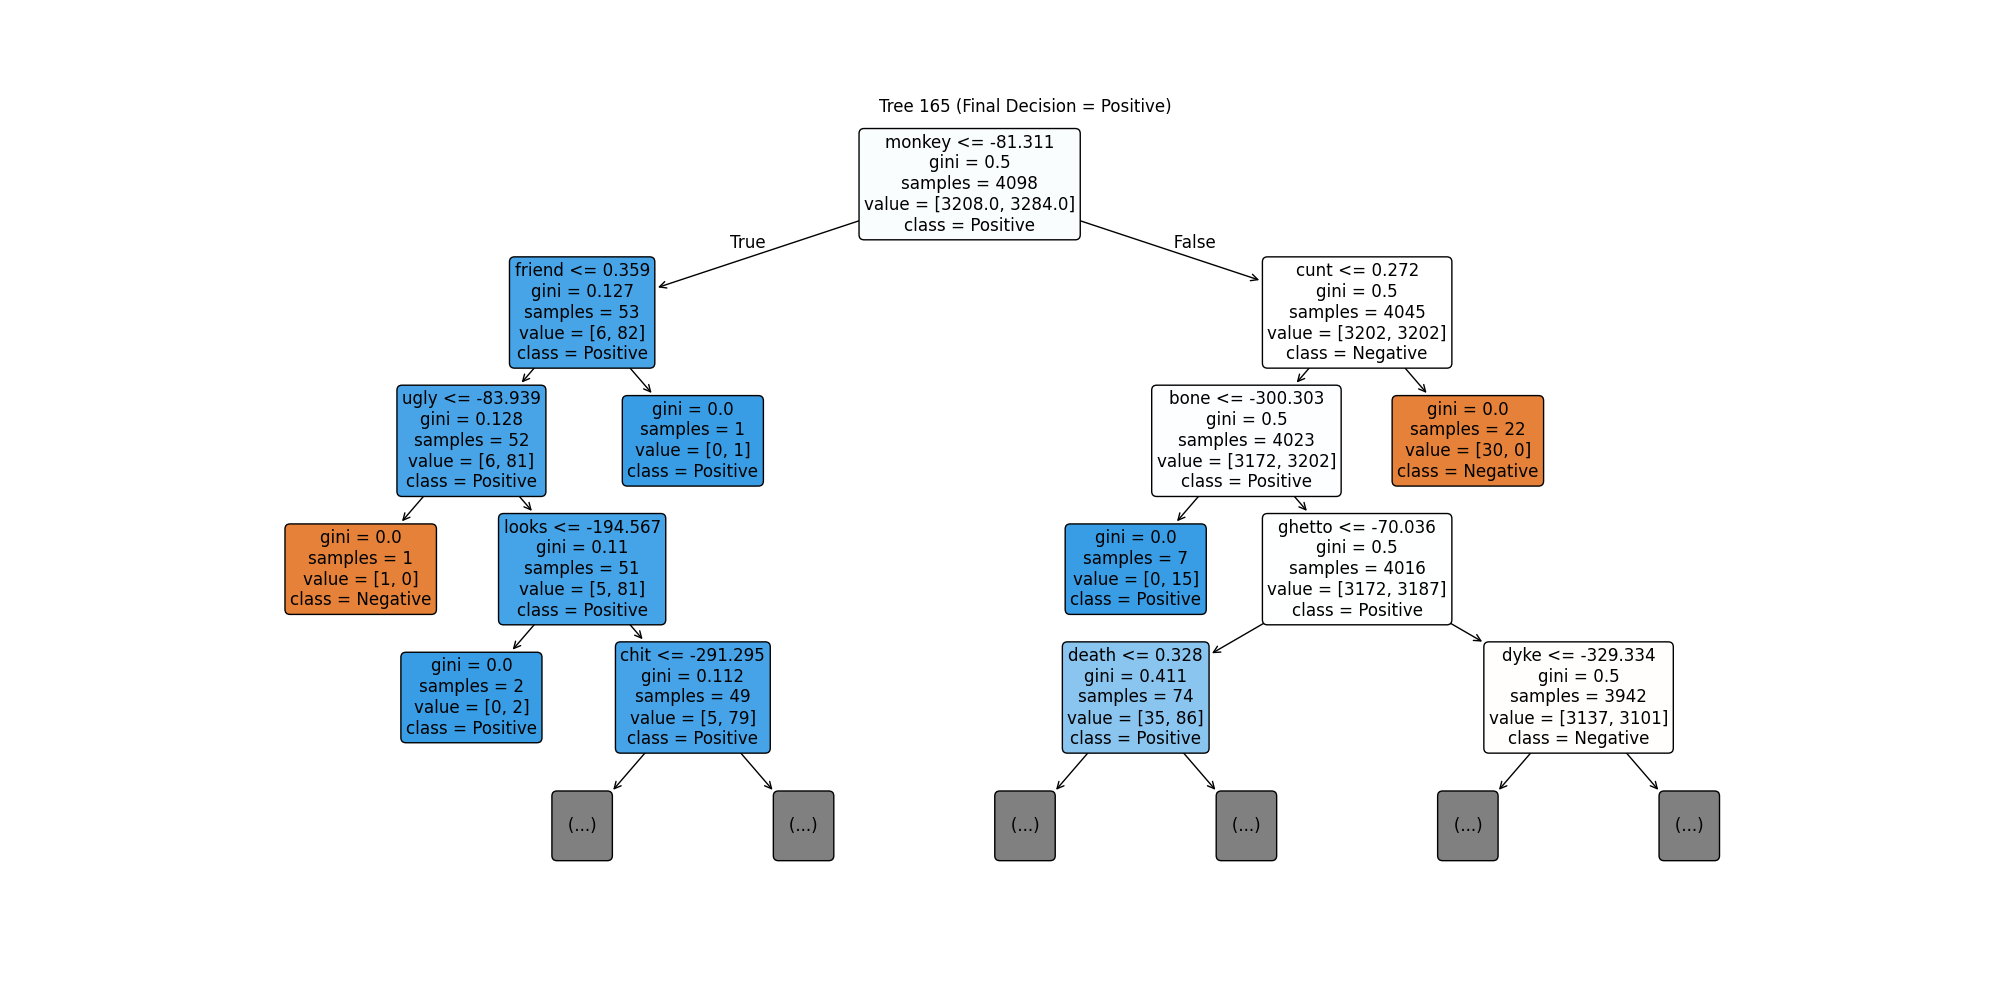 Tree 165 (Final Decision = Positive)
monkey <= -81.311
gini = 0.5
samples = 4098
value = [3208.0, 3284.0]
class = Positive
True
False
friend <= 0.359
gini = 0.127
samples = 53
value = [6, 82]
class = Positive
cunt <= 0.272
gini = 0.5
samples = 4045
value = [3202, 3202]
class = Negative
ugly <= -83.939
gini = 0.128
samples = 52
value = [6, 81]
class = Positive
gini = 0.0
samples = 1
value = [0, 1]
class = Positive
bone <= -300.303
gini = 0.5
samples = 4023
value = [3172, 3202]
class = Positive
gini = 0.0
samples = 22
value = [30, 0]
class = Negative
gini = 0.0
samples = 1
value = [1, 0]
class = Negative
looks <= -194.567
gini = 0.11
samples = 51
value = [5, 81]
class = Positive
gini = 0.0
samples = 7
value = [0, 15]
class = Positive
ghetto <= -70.036
gini = 0.5
samples = 4016
value = [3172, 3187]
class = Positive
gini = 0.0
samples = 2
value = [0, 2]
class = Positive
chit <= -291.295
gini = 0.112
samples = 49
value = [5, 79]
class = Positive
death <= 0.328
gini = 0.411
samples = 74
value = [35, 86]
class = Positive
dyke <= -329.334
gini = 0.5
samples = 3942
value = [3137, 3101]
class = Negative
(...)
(...)
(...)
(...)
(...)
(...)